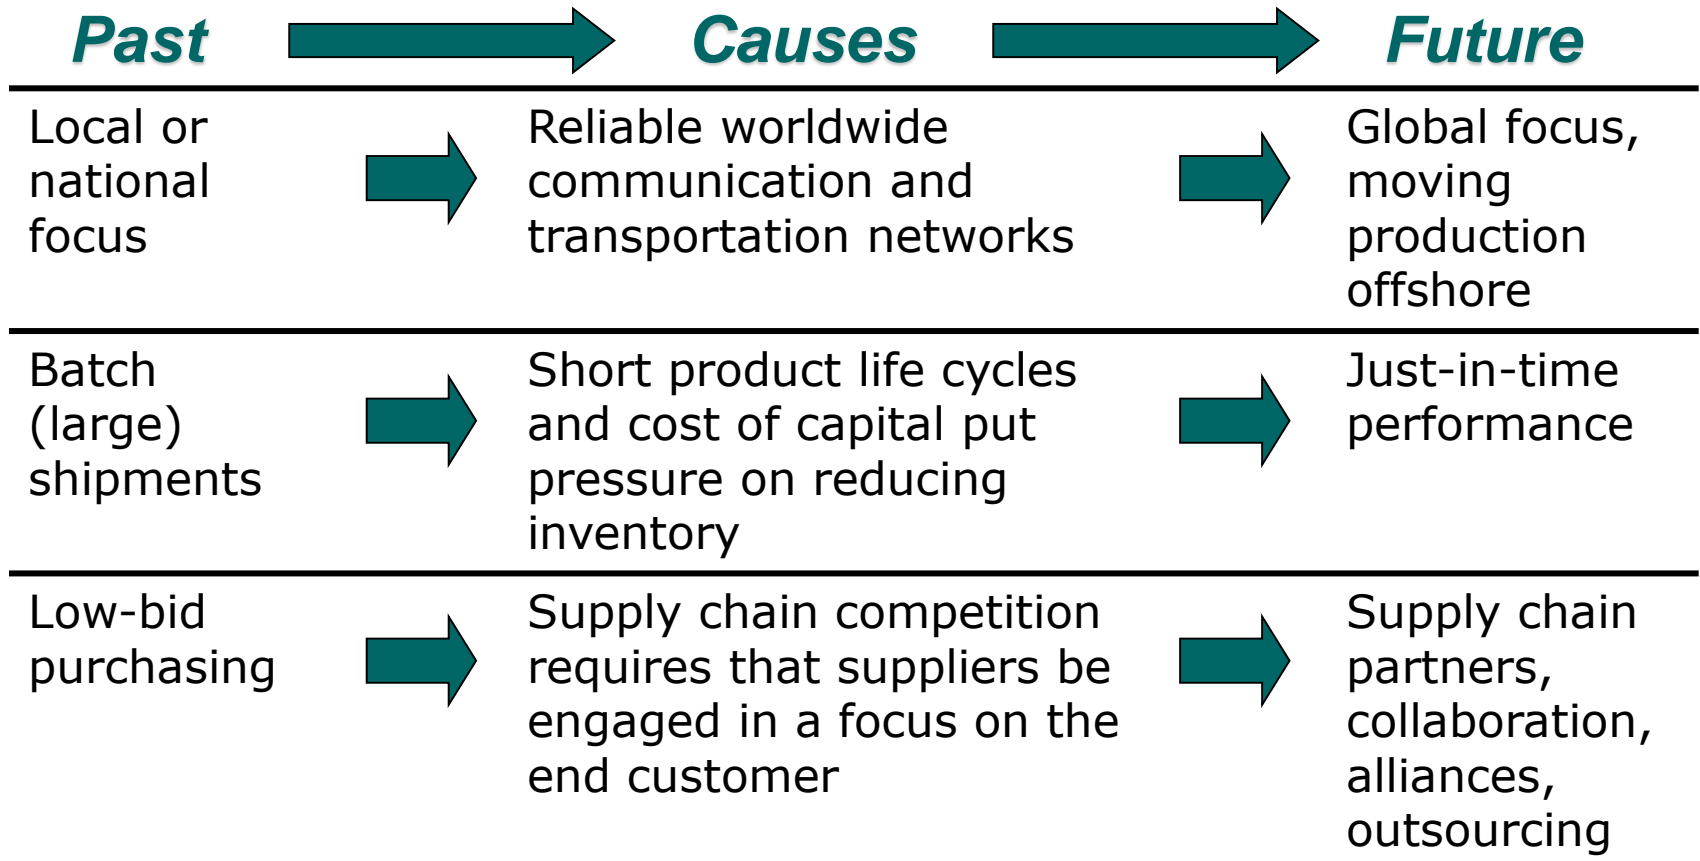 Past Causes Future
Local or
national
focus
Reliable worldwide
communication and
transportation networks
Global focus,
moving
production
offshore
Batch
(large)
shipments
Short product life cycles
and cost of capital put
pressure on reducing
inventory
Just-in-time
performance
Low-bid
purchasing
Supply chain competition
requires that suppliers be
engaged in a focus on the
end customer
Supply chain
partners,
collaboration,
alliances,
outsourcing